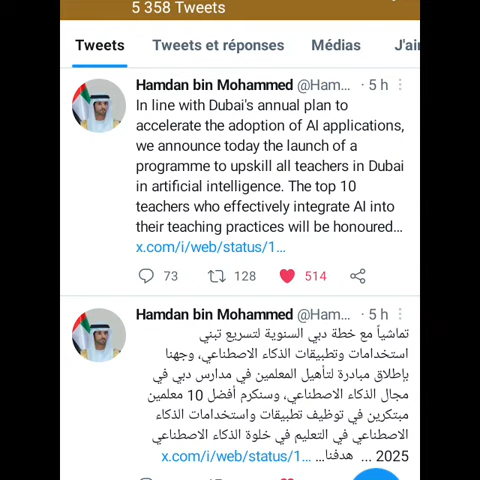 5 358 Tweets
Tweets Tweets et réponses Médias J'ai
Hamdan bin Mohammed @Ham... · 5 h
In line with Dubai's annual plan to
accelerate the adoption of AI applications,
we announce today the launch of a
programme to upskill all teachers in Dubai
in artificial intelligence. The top 10
teachers who effectively integrate AI into
their teaching practices will be honoured...
x.com/i/web/status/1...
73 128 514
Hamdan bin Mohammed @Ham... · 5 h
تماشياً مع خطة دبي السنوية لتسريع تبني
استخدامات وتطبيقات الذكاء الاصطناعي، وجهنا
بإطلاق مبادرة لتأهيل المعلمين في مدارس دبي في
مجال الذكاء الاصطناعي، وسنكرم أفضل 10 معلمين
مبتكرين في توظيف تطبيقات واستخدامات الذكاء
الاصطناعي في التعليم في خلوة الذكاء الاصطناعي
2025 ... هدفنا... x.com/i/web/status/1...